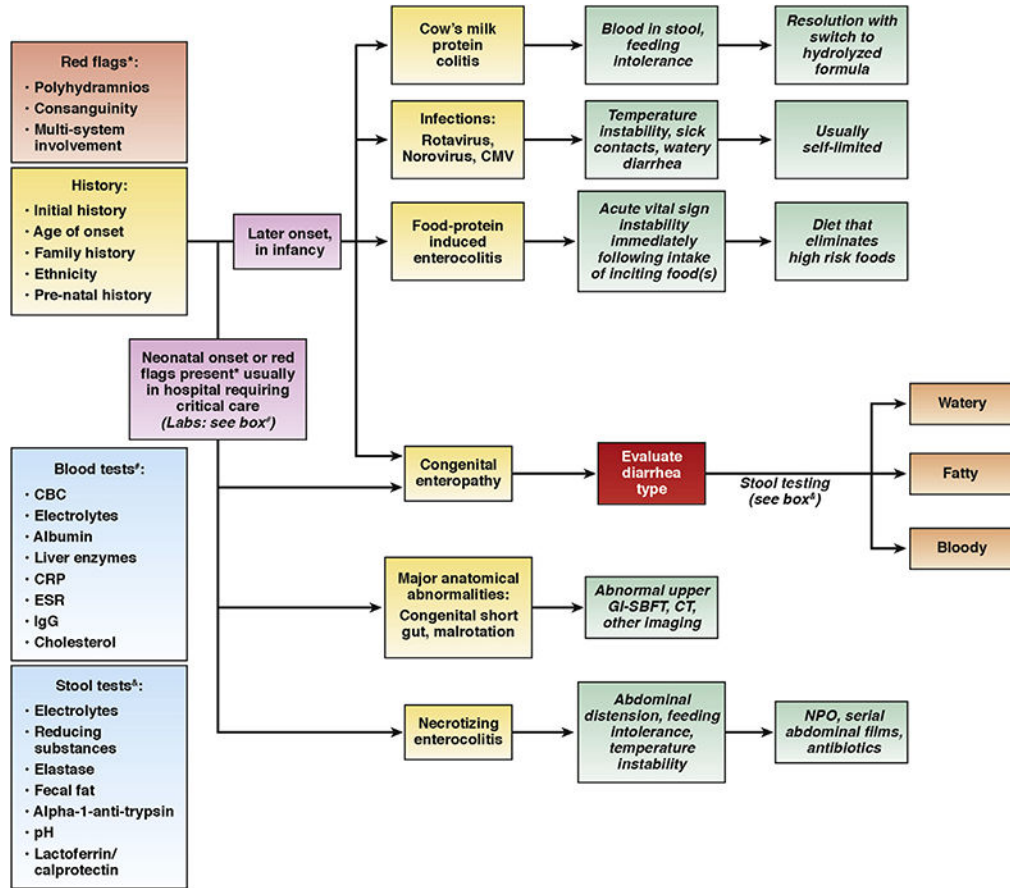 Red flags*:
· Polyhydramnios
· Consanguinity
· Multi-system
involvement
History:
· Initial history
· Age of onset
· Family history
· Ethnicity
· Pre-natal history
Later onset,
in infancy
Neonatal onset or red
flags present* usually
in hospital requiring
critical care
(Labs: see box#)
Blood tests#:
· CBC
· Electrolytes
· Albumin
· Liver enzymes
· CRP
· ESR
· IgG
· Cholesterol
Stool tests&:
· Electrolytes
· Reducing
substances
· Elastase
· Fecal fat
· Alpha-1-anti-trypsin
· pH
· Lactoferrin/
calprotectin
Cow's milk
protein
colitis
Blood in stool,
feeding
intolerance
Resolution with
switch to
hydrolyzed
formula
Infections:
Rotavirus,
Norovirus, CMV
Temperature
instability, sick
contacts, watery
diarrhea
Usually
self-limited
Food-protein
induced
enterocolitis
Acute vital sign
instability
immediately
following intake
of inciting food(s)
Diet that
eliminates
high risk foods
Congenital
enteropathy
Evaluate
diarrhea
type
Stool testing
(see box&)
Watery
Fatty
Bloody
Major anatomical
abnormalities:
Congenital short
gut, malrotation
Abnormal upper
GI-SBFT, CT,
other imaging
Necrotizing
enterocolitis
Abdominal
distension, feeding
intolerance,
temperature
instability
NPO, serial
abdominal films,
antibiotics